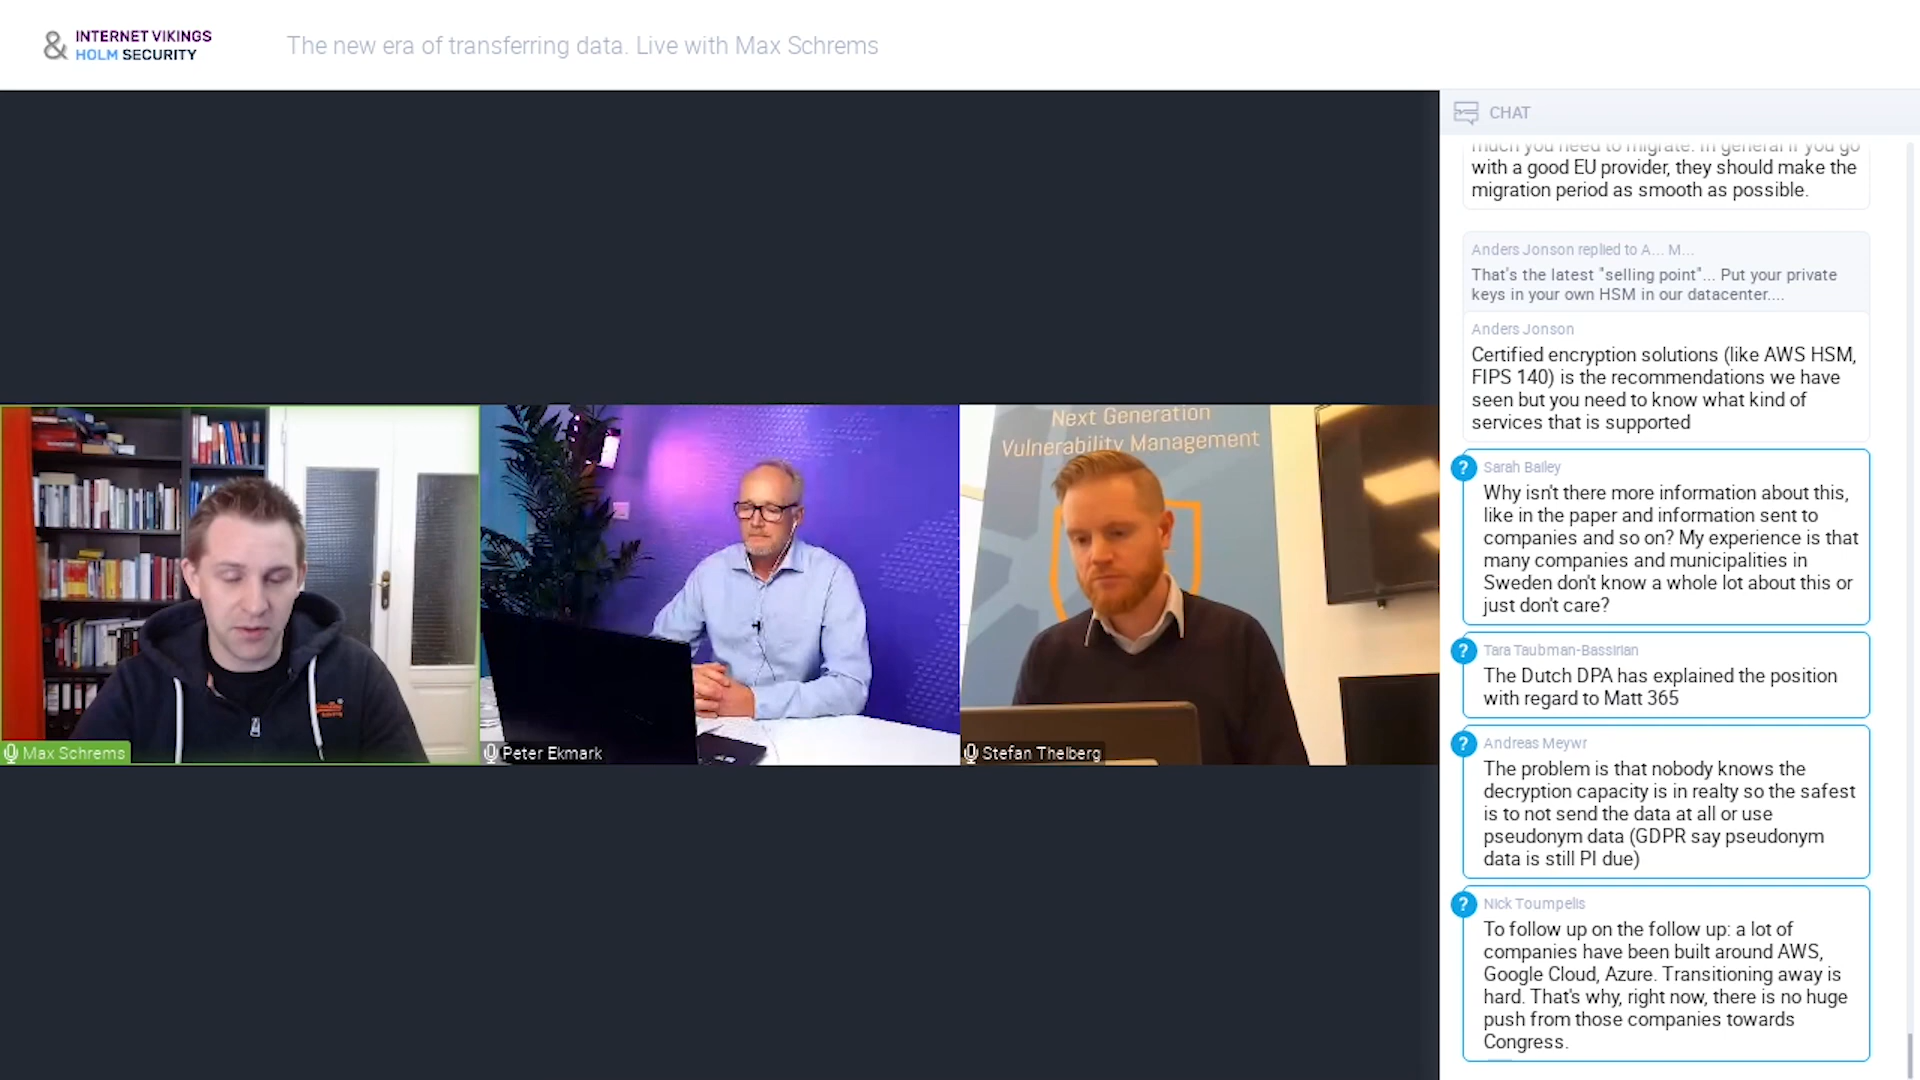 & INTERNET VIKINGS
HOLM SECURITY
The new era of transferring data. Live with Max Schrems
CHAT
much you need to migrate. In general if you go
with a good EU provider, they should make the
migration period as smooth as possible.
Anders Jonson replied to A... M...
That's the latest "selling point"... Put your private
keys in your own HSM in our datacenter....
Anders Jonson
Certified encryption solutions (like AWS HSM,
FIPS 140) is the recommendations we have
seen but you need to know what kind of
services that is supported
? Sarah Bailey
Why isn't there more information about this,
like in the paper and information sent to
companies and so on? My experience is that
many companies and municipalities in
Sweden don't know a whole lot about this or
just don't care?
? Tara Taubman-Bassirian
The Dutch DPA has explained the position
with regard to Matt 365
? Andreas Meywr
The problem is that nobody knows the
decryption capacity is in realty so the safest
is to not send the data at all or use
pseudonym data (GDPR say pseudonym
data is still PI due)
? Nick Toumpelis
To follow up on the follow up: a lot of
companies have been built around AWS,
Google Cloud, Azure. Transitioning away is
hard. That's why, right now, there is no huge
push from those companies towards
Congress.
Next Generation
Vulnerability Management
Max Schrems
Peter Ekmark
Stefan Thelberg